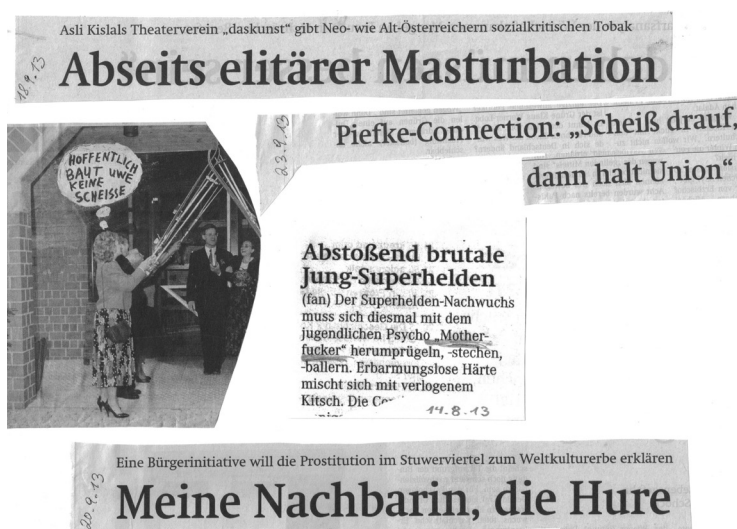 Asli Kislals Theaterverein „daskunst“ gibt Neo- wie Alt-Österreichern sozialkritischen Tobak
Abseits elitärer Masturbation
18.9.13
23.9.13
Piefke-Connection: „Scheiß drauf,
dann halt Union“
HOFFENTLICH
BAUT UWE
KEINE
SCHEISSE
Abstoßend brutale
Jung-Superhelden
(fan) Der Superhelden-Nachwuchs
muss sich diesmal mit dem
jugendlichen Psycho „Mother-
fucker“ herumprügeln, -stechen,
-ballern. Erbarmungslose Härte
mischt sich mit verlogenem
Kitsch. Die
14.8.13
Eine Bürgerinitiative will die Prostitution im Stuwerviertel zum Weltkulturerbe erklären
20.9.13
Meine Nachbarin, die Hure